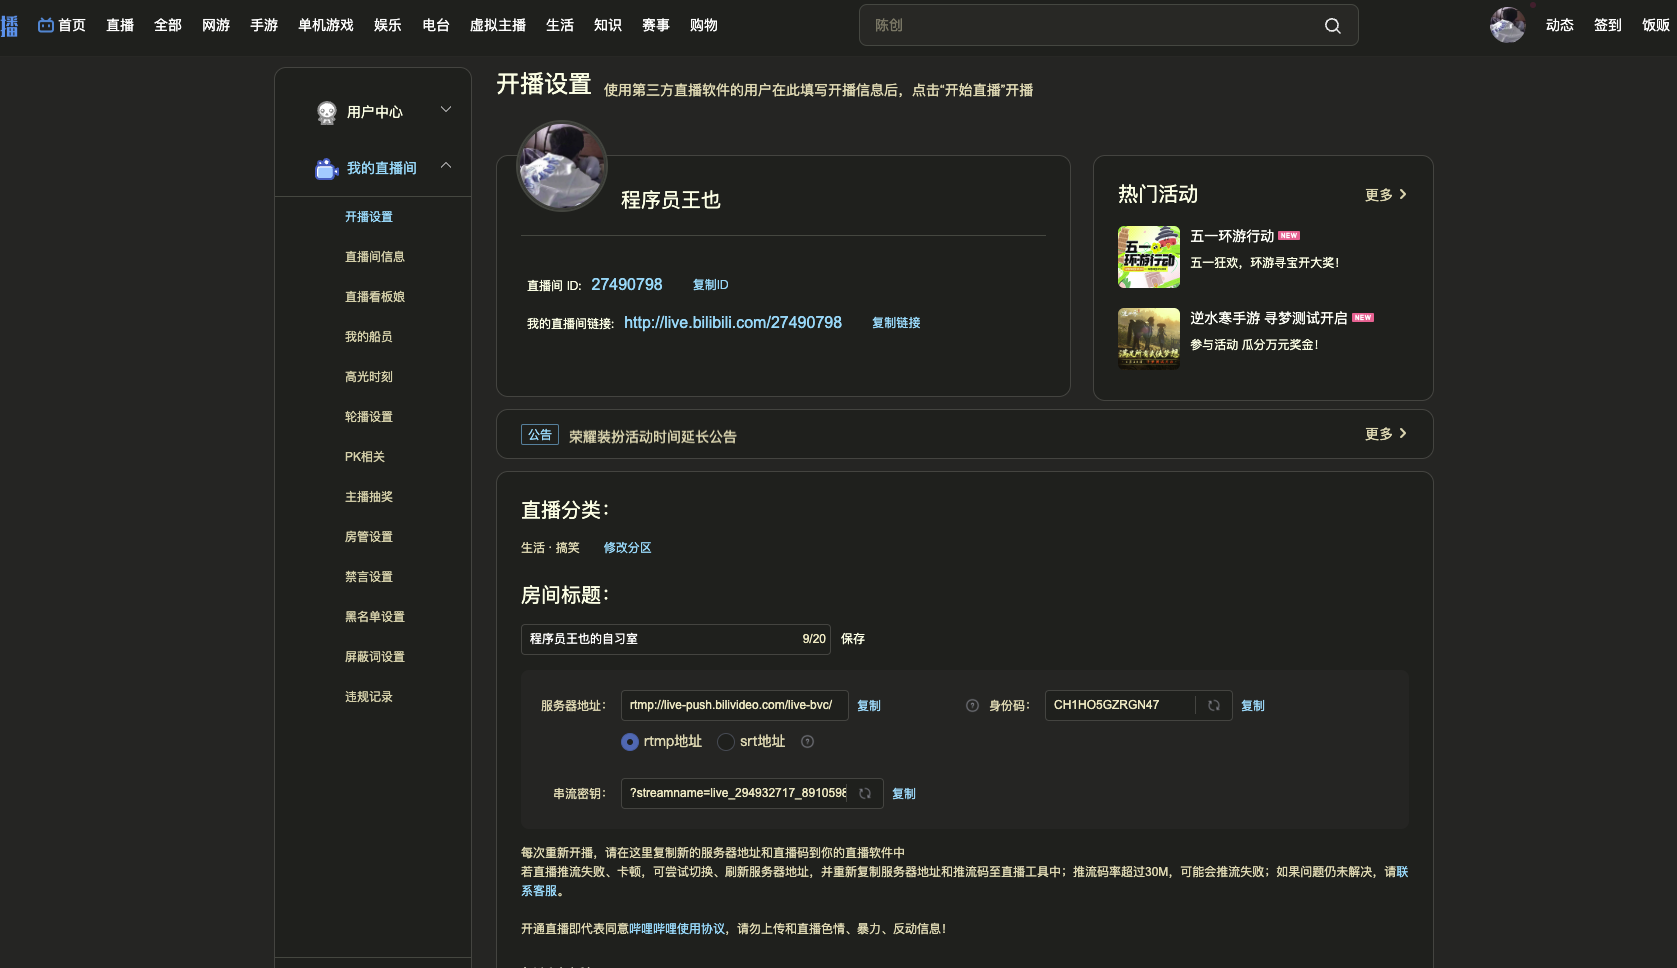 播 首页 直播 全部 网游 手游 单机游戏 娱乐 电台 虚拟主播 生活 知识 赛事 购物 陈创 动态 签到 饭贩
用户中心
我的直播间
开播设置
直播间信息
直播看板娘
我的船员
高光时刻
轮播设置
PK相关
主播抽奖
房管设置
禁言设置
黑名单设置
屏蔽词设置
违规记录
开播设置 使用第三方直播软件的用户在此填写开播信息后，点击“开始直播”开播
程序员王也
直播间 ID: 27490798 复制ID
我的直播间链接: http://live.bilibili.com/27490798 复制链接
热门活动 更多
五一
环游行动
五一环游行动 NEW
五一狂欢，环游寻宝开大奖！
逆水寒手游 寻梦测试开启 NEW
参与活动 瓜分万元奖金！
公告 荣耀装扮活动时间延长公告 更多
直播分类：
生活 · 搞笑 修改分区
房间标题：
程序员王也的自习室 9/20 保存
服务器地址： rtmp://live-push.bilivideo.com/live-bvc/ 复制 ? 身份码： CH1HO5GZRGN47 复制
rtmp地址 srt地址 ?
串流密钥： ?streamname=live_294932717_8910598 复制
每次重新开播，请在这里复制新的服务器地址和直播码到你的直播软件中
若直播推流失败、卡顿，可尝试切换、刷新服务器地址，并重新复制服务器地址和推流码至直播工具中；推流码率超过30M，可能会推流失败；如果问题仍未解决，请联
系客服。
开通直播即代表同意哔哩哔哩使用协议，请勿上传和直播色情、暴力、反动信息！